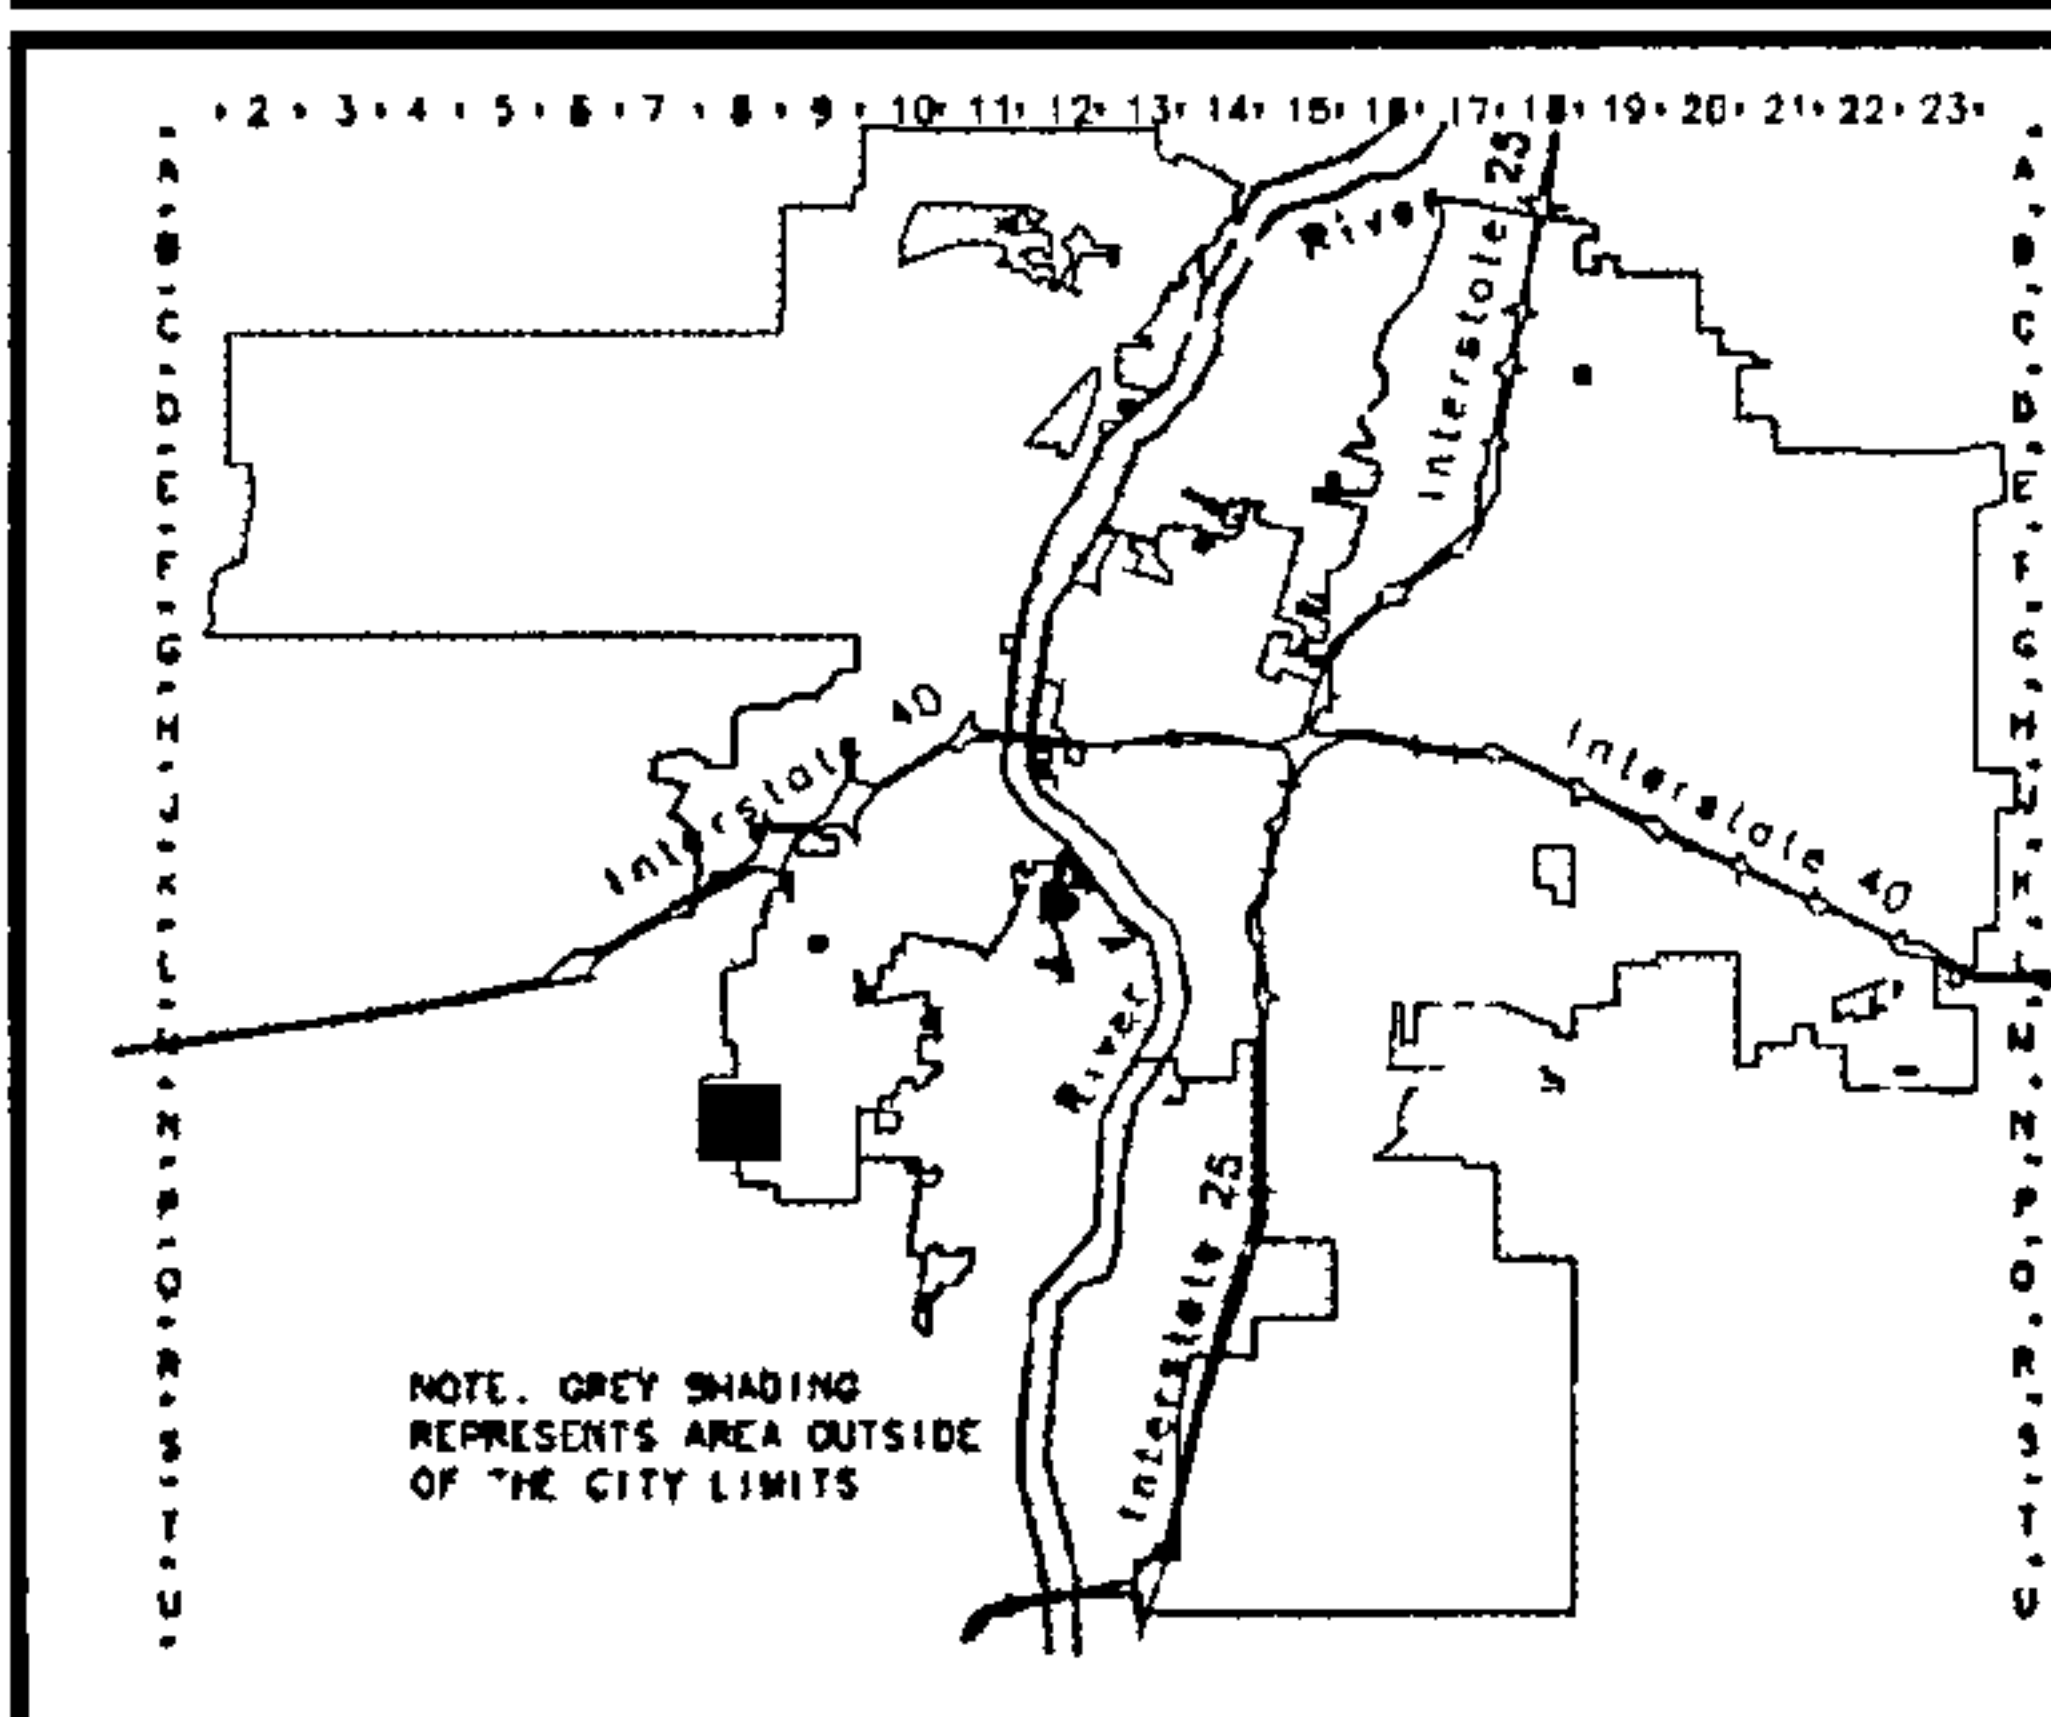 2 3 4 5 6 7 8 9 10 11 12 13 14 15 16 17 18 19 20 21 22 23
A A
B B
C C
D D
E E
F F
G G
H H
J J
K K
L L
M M
N N
P P
Q Q
R R
S S
T T
U U
River
Interstate 25
Interstate 40
Interstate 40
River
Interstate 25
NOTE. GREY SHADING
REPRESENTS AREA OUTSIDE
OF THE CITY LIMITS